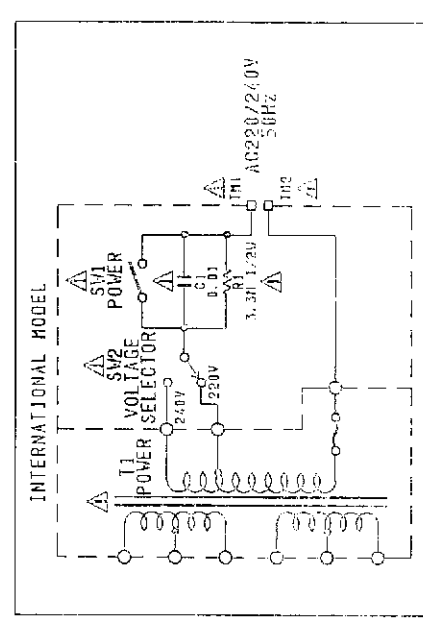 INTERNATIONAL MODEL
T1
POWER
SW2
VOLTAGE
SELECTOR
240V
220V
SW1
POWER
C1
0.01
R1
3.3M 1/2W
TM1
TM2
AC220/240V
50Hz